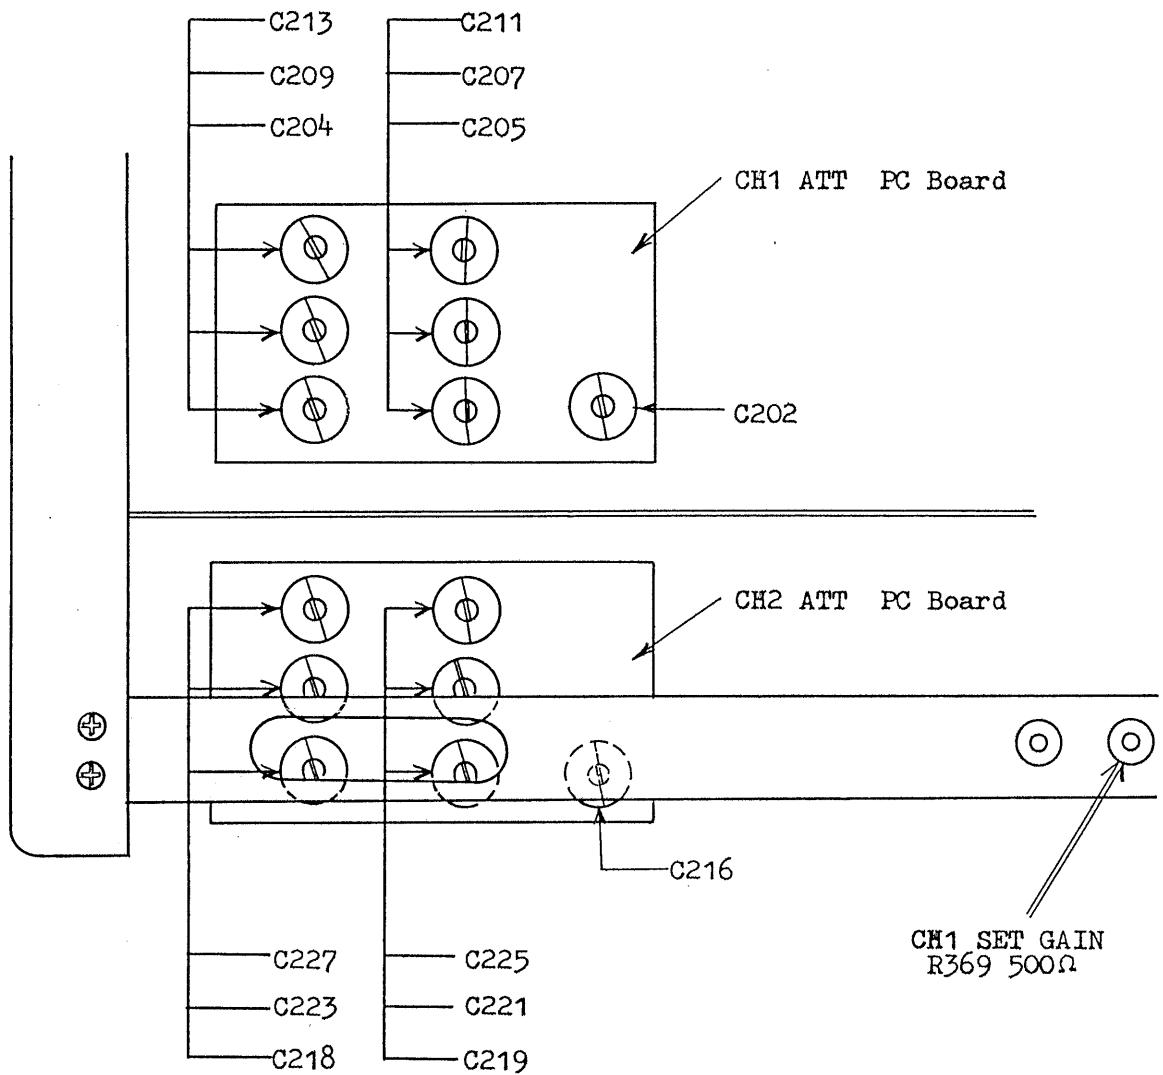 C213
C211
C209
C207
C204
C205
CH1 ATT PC Board
C202
CH2 ATT PC Board
C216
CH1 SET GAIN
R369 500Ω
C227
C225
C223
C221
C218
C219